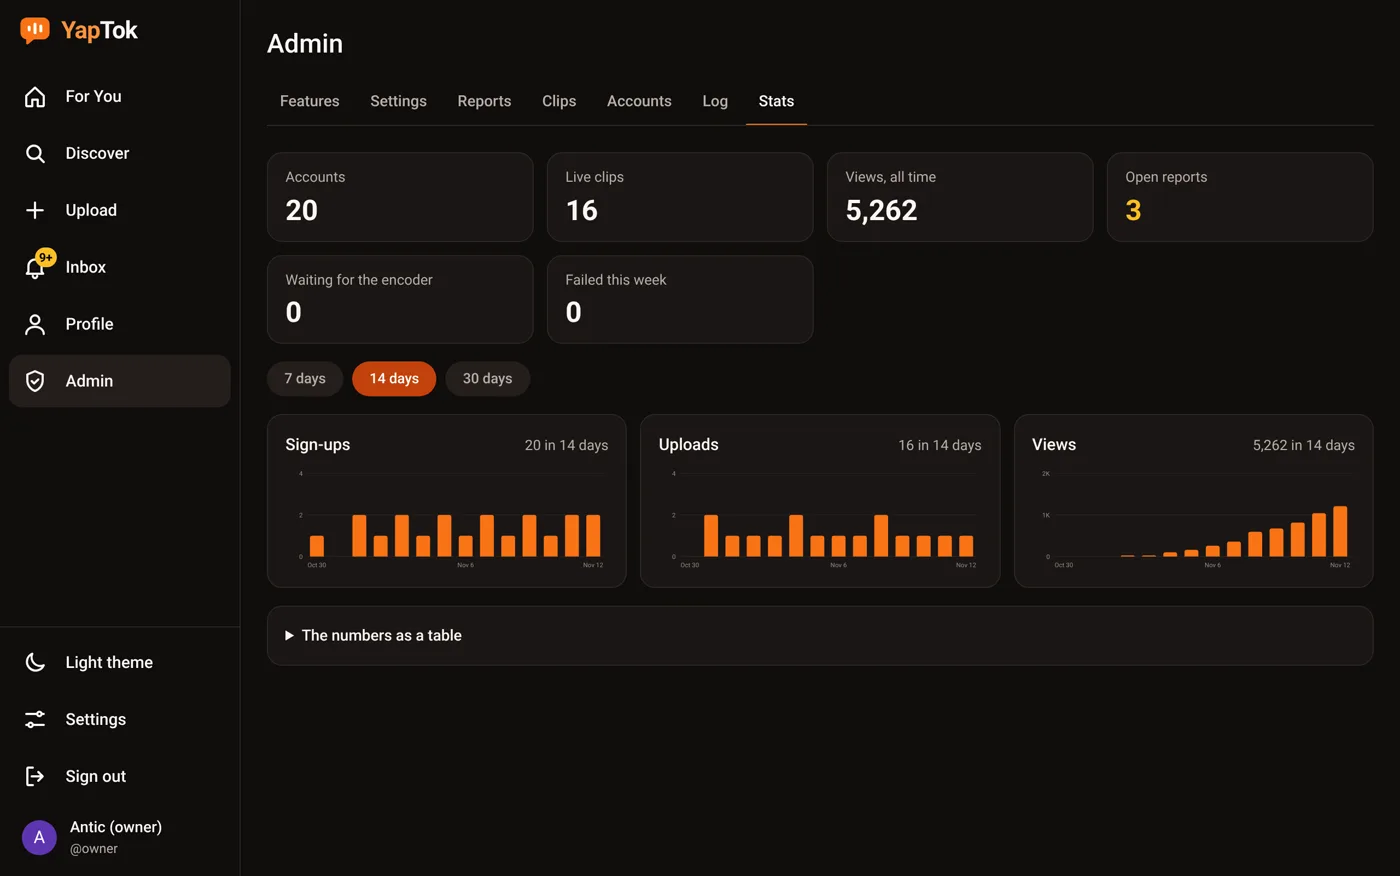 YapTok
For You
Discover
Upload
9+
Inbox
Profile
Admin
Light theme
Settings
Sign out
A
Antic (owner)
@owner
Admin
Features
Settings
Reports
Clips
Accounts
Log
Stats
Accounts
20
Live clips
16
Views, all time
5,262
Open reports
3
Waiting for the encoder
0
Failed this week
0
7 days
14 days
30 days
Sign-ups
20 in 14 days
4
2
0
Oct 30
Nov 6
Nov 12
Uploads
16 in 14 days
4
2
0
Oct 30
Nov 6
Nov 12
Views
5,262 in 14 days
2K
1K
0
Oct 30
Nov 6
Nov 12
The numbers as a table